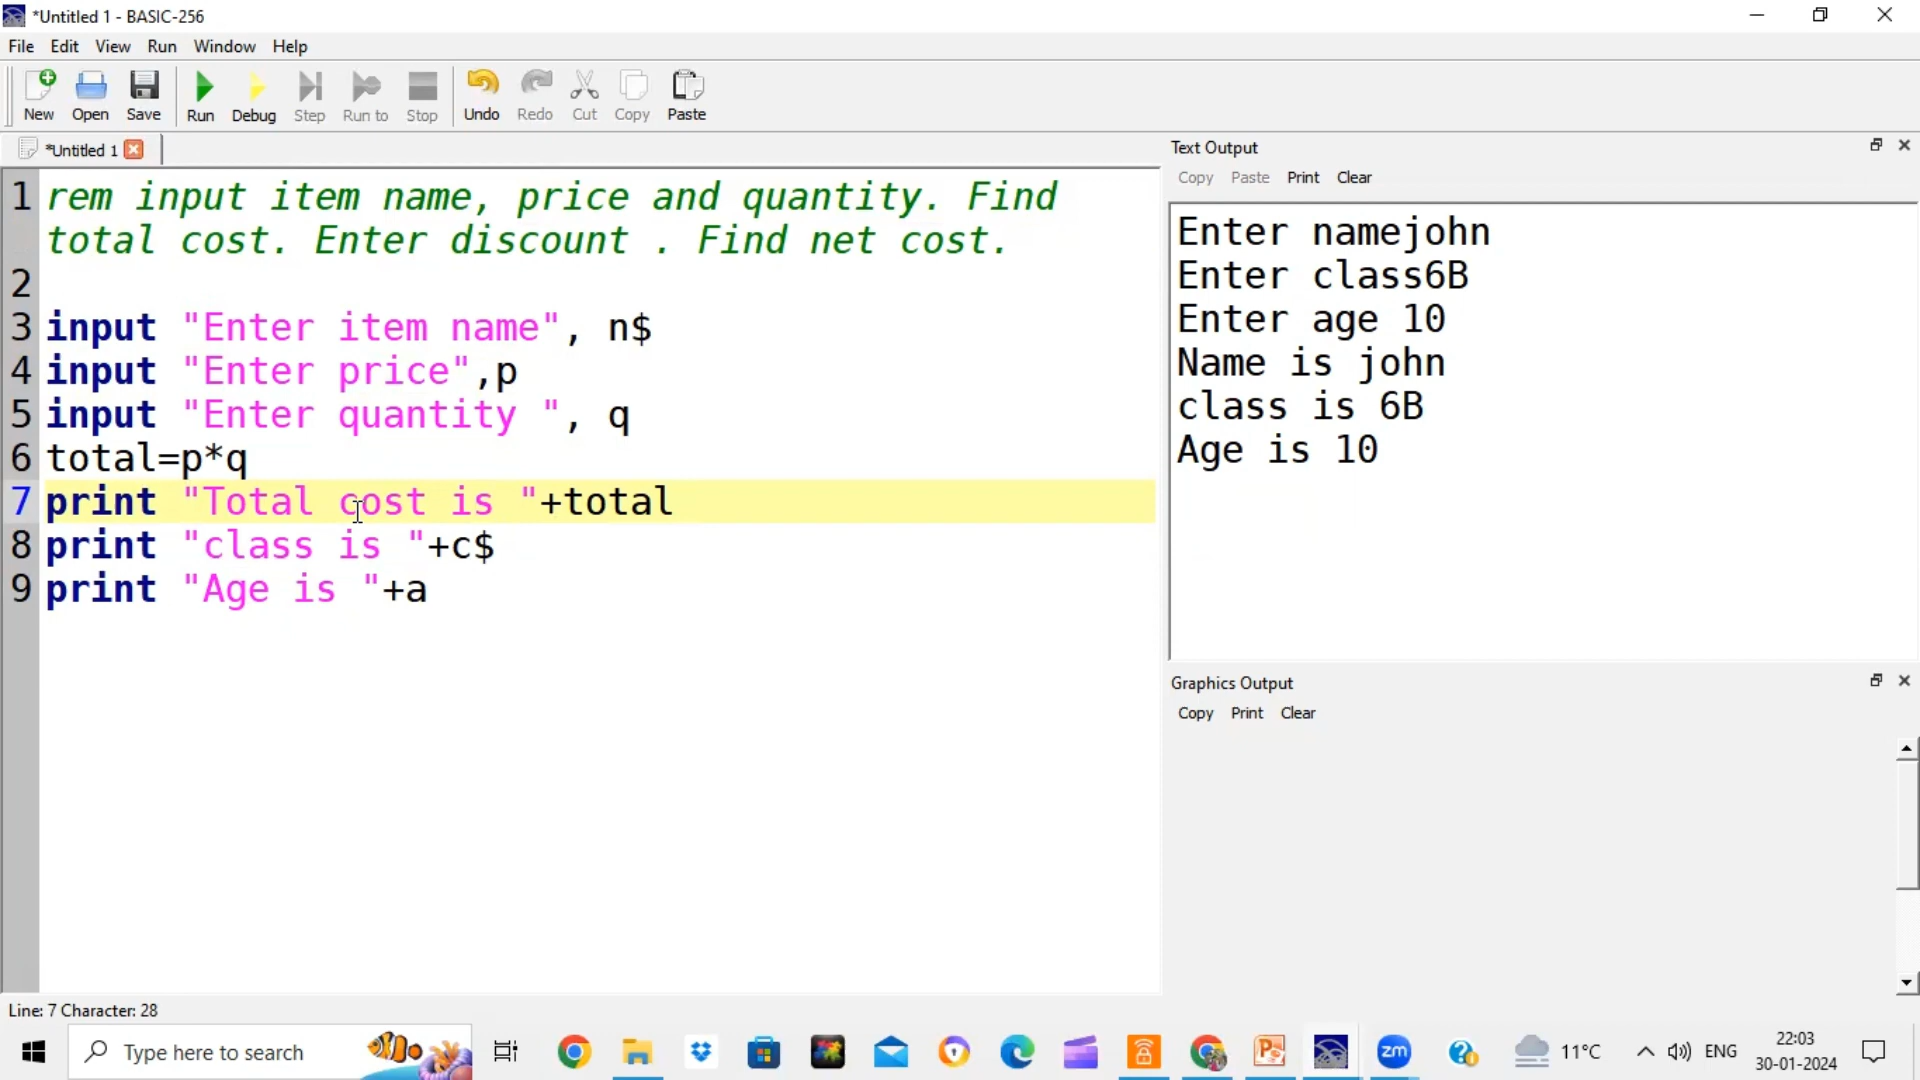 *Untitled 1 - BASIC-256
File Edit View Run Window Help
New Open Save Run Debug Step Run to Stop Undo Redo Cut Copy Paste
*Untitled 1
1 rem input item name, price and quantity. Find
total cost. Enter discount . Find net cost.
2
3 input "Enter item name", n$
4 input "Enter price",p
5 input "Enter quantity ", q
6 total=p*q
7 print "Total cost is "+total
8 print "class is "+c$
9 print "Age is "+a
Text Output
Copy Paste Print Clear
Enter namejohn
Enter class6B
Enter age 10
Name is john
class is 6B
Age is 10
Graphics Output
Copy Print Clear
Line: 7 Character: 28
Type here to search
zm
11°C
ENG
22:03
30-01-2024